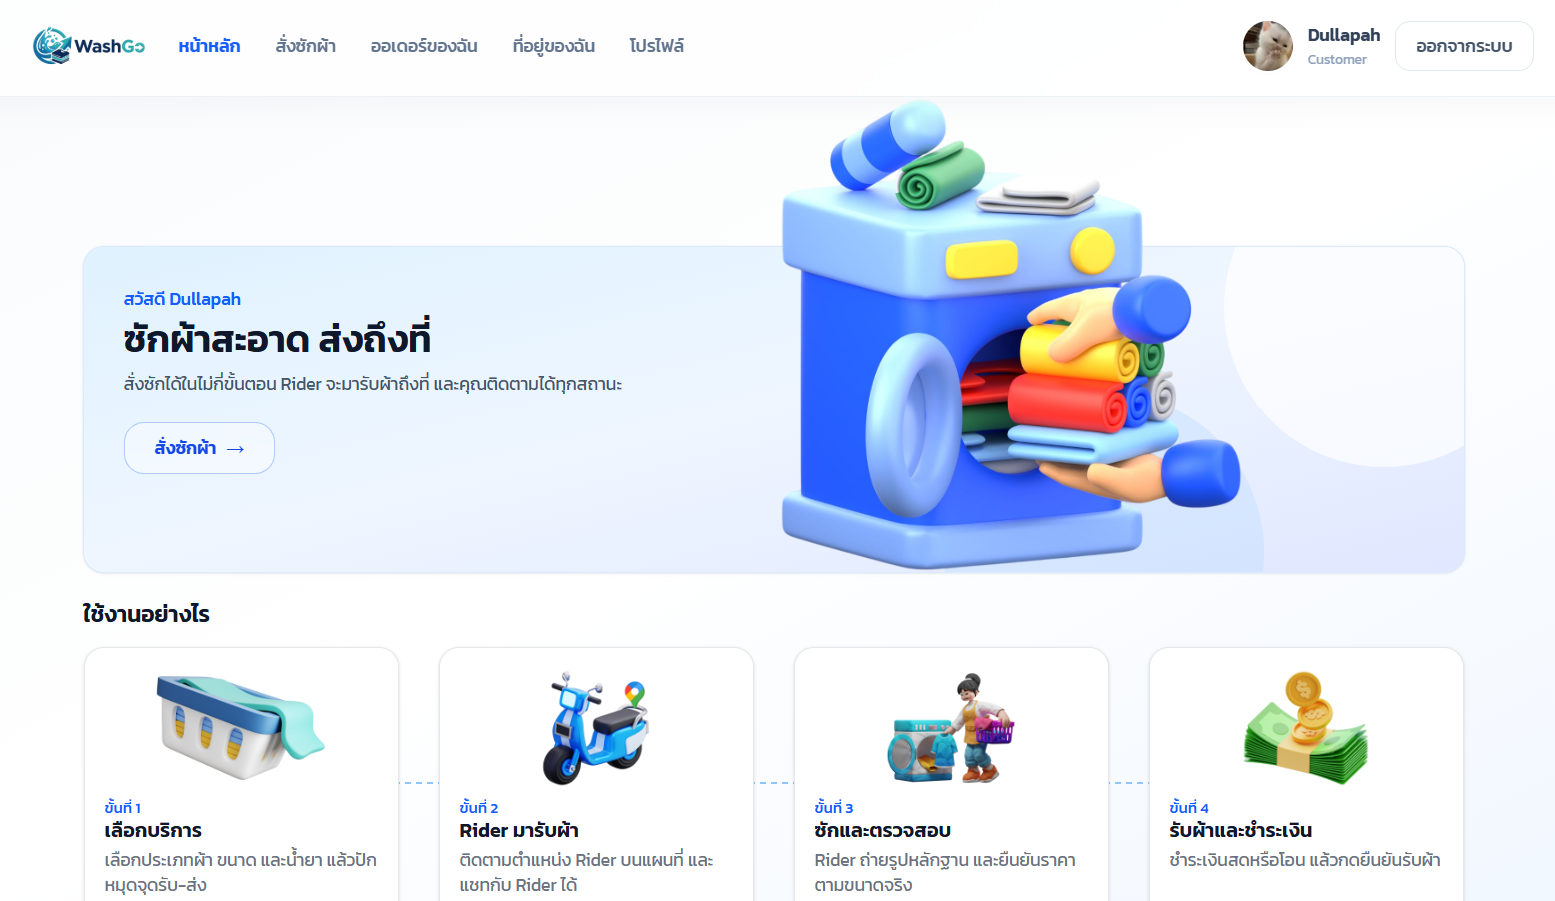 WashGo
หน้าหลัก
สั่งซักผ้า
ออเดอร์ของฉัน
ที่อยู่ของฉัน
โปรไฟล์
Dullapah
Customer
ออกจากระบบ
สวัสดี Dullapah
ซักผ้าสะอาด ส่งถึงที่
สั่งซักได้ในไม่กี่ขั้นตอน Rider จะมารับผ้าถึงที่ และคุณติดตามได้ทุกสถานะ
สั่งซักผ้า →
ใช้งานอย่างไร
ขั้นที่ 1
เลือกบริการ
เลือกประเภทผ้า ขนาด และน้ำยา แล้วปัก
หมุดจุดรับ-ส่ง
ขั้นที่ 2
Rider มารับผ้า
ติดตามตำแหน่ง Rider บนแผนที่ และ
แชทกับ Rider ได้
ขั้นที่ 3
ซักและตรวจสอบ
Rider ถ่ายรูปหลักฐาน และยืนยันราคา
ตามขนาดจริง
ขั้นที่ 4
รับผ้าและชำระเงิน
ชำระเงินสดหรือโอน แล้วกดยืนยันรับผ้า